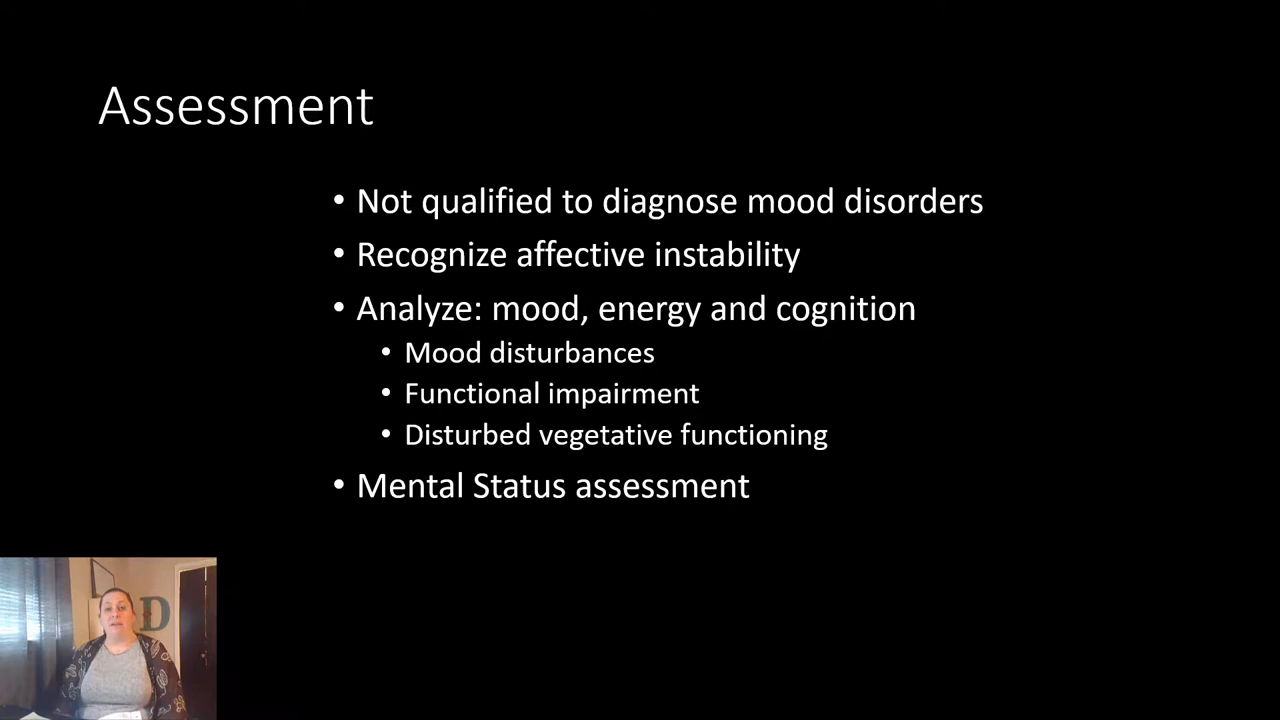 Assessment
• Not qualified to diagnose mood disorders
• Recognize affective instability
• Analyze: mood, energy and cognition
• Mood disturbances
• Functional impairment
• Disturbed vegetative functioning
• Mental Status assessment
D